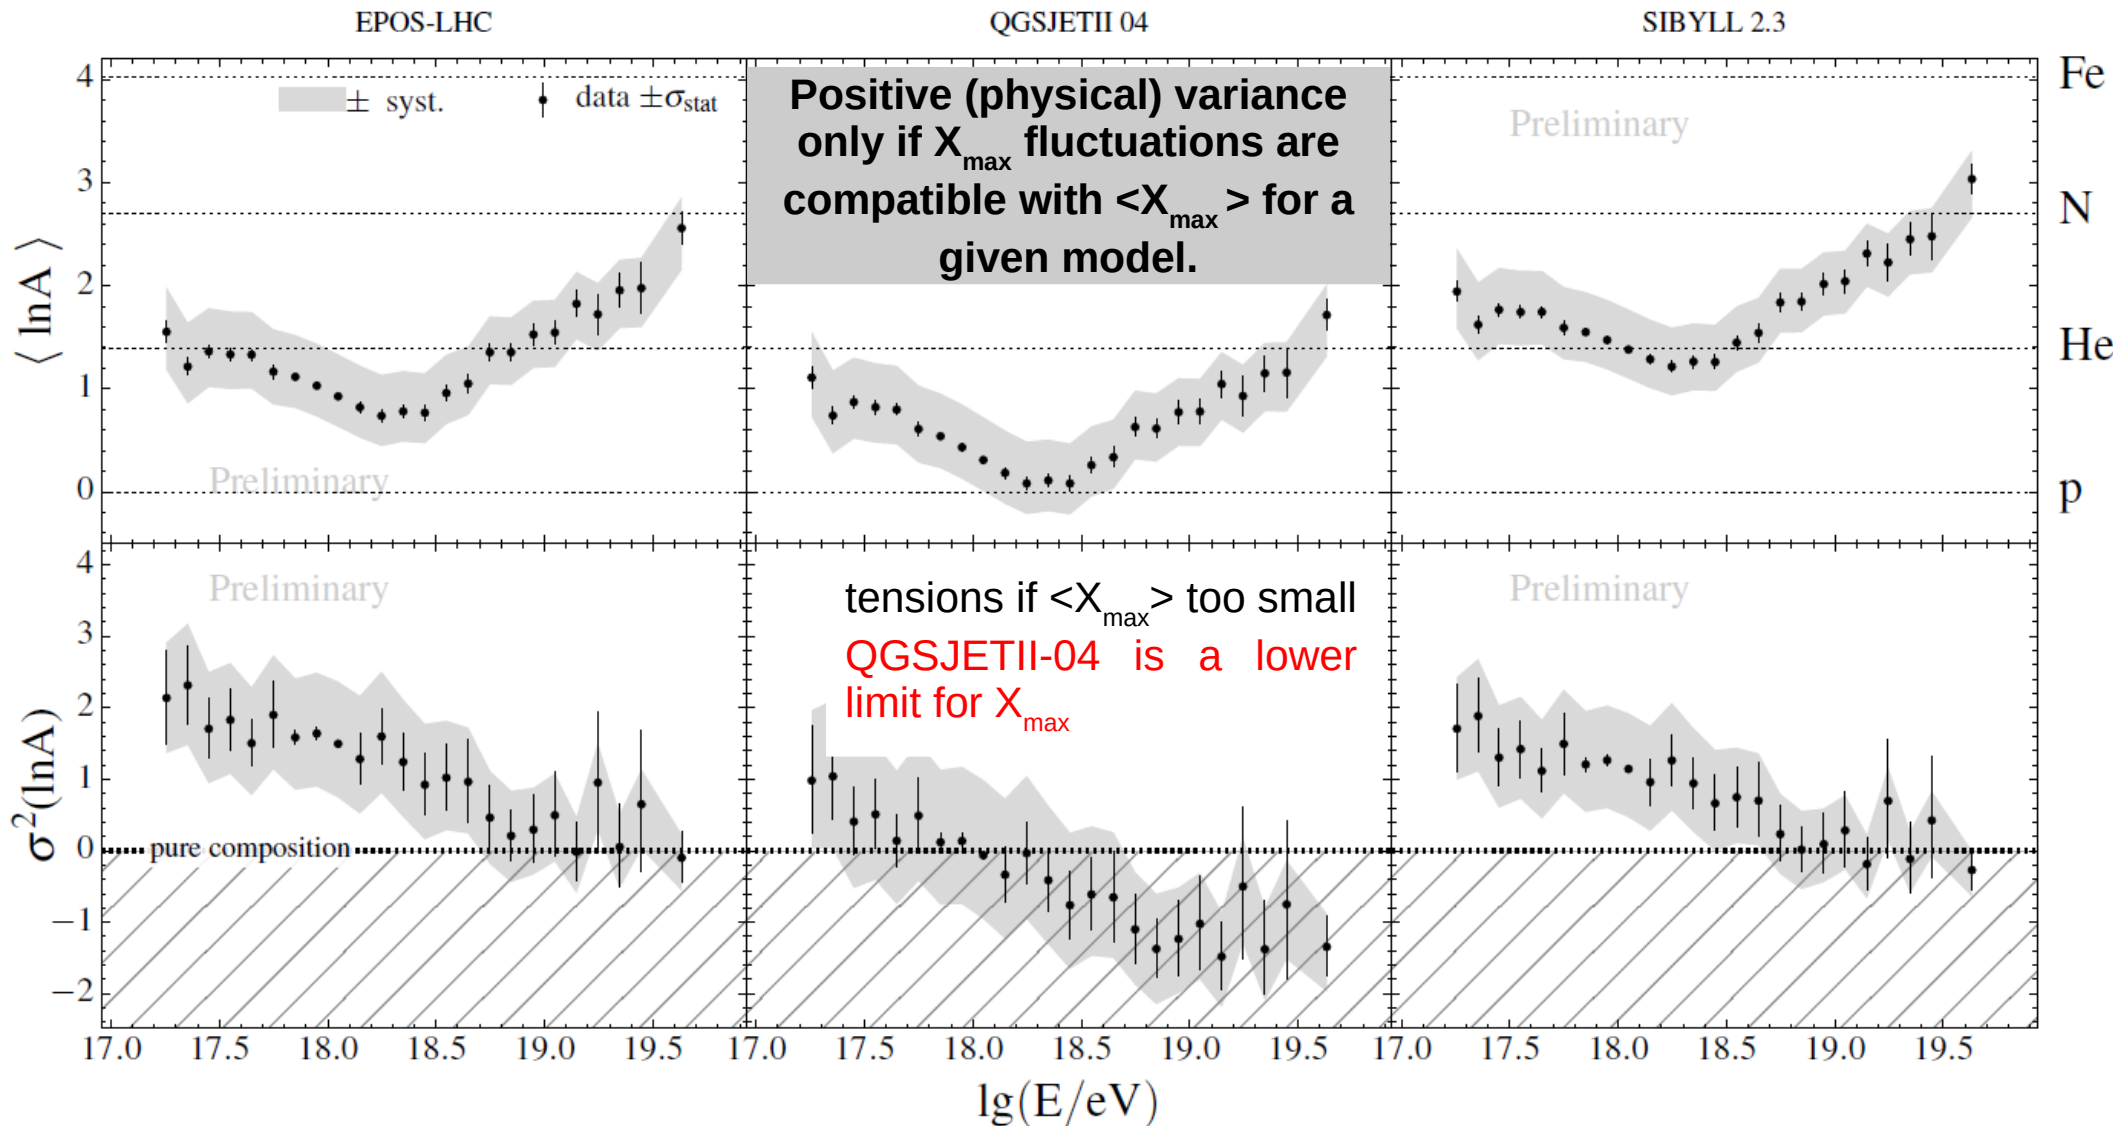 EPOS-LHC
QGSJETII 04
SIBYLL 2.3
4
3
2
1
0
⟨ lnA ⟩
± syst.
data ±σstat
Preliminary
Positive (physical) variance
only if Xmax fluctuations are
compatible with <Xmax > for a
given model.
Preliminary
Fe
N
He
p
4
3
2
1
0
−1
−2
σ²(lnA)
Preliminary
pure composition
tensions if <Xmax> too small
QGSJETII-04 is a lower
limit for Xmax
Preliminary
17.0 17.5 18.0 18.5 19.0 19.5 17.0 17.5 18.0 18.5 19.0 19.5 17.0 17.5 18.0 18.5 19.0 19.5
lg(E/eV)